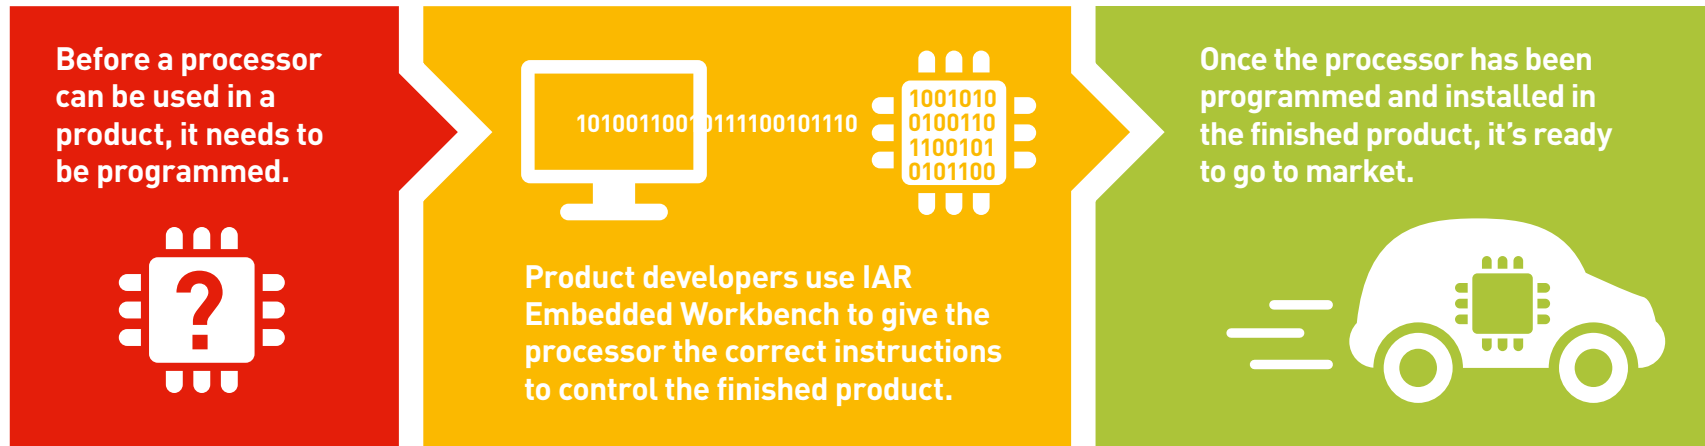 Before a processor
can be used in a
product, it needs to
be programmed.
?
10100110010111100101110
1001010
0100110
1100101
0101100
Product developers use IAR
Embedded Workbench to give the
processor the correct instructions
to control the finished product.
Once the processor has been
programmed and installed in
the finished product, it’s ready
to go to market.